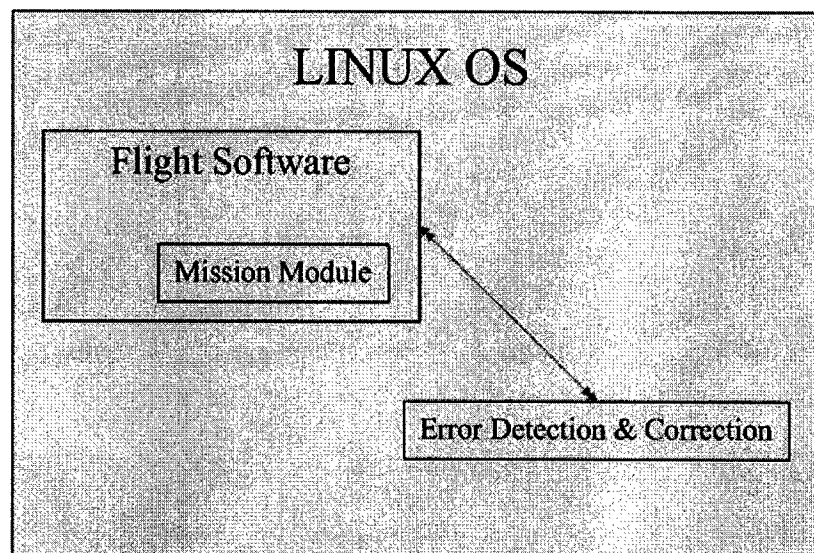 LINUX OS
Flight Software
Mission Module
Error Detection & Correction